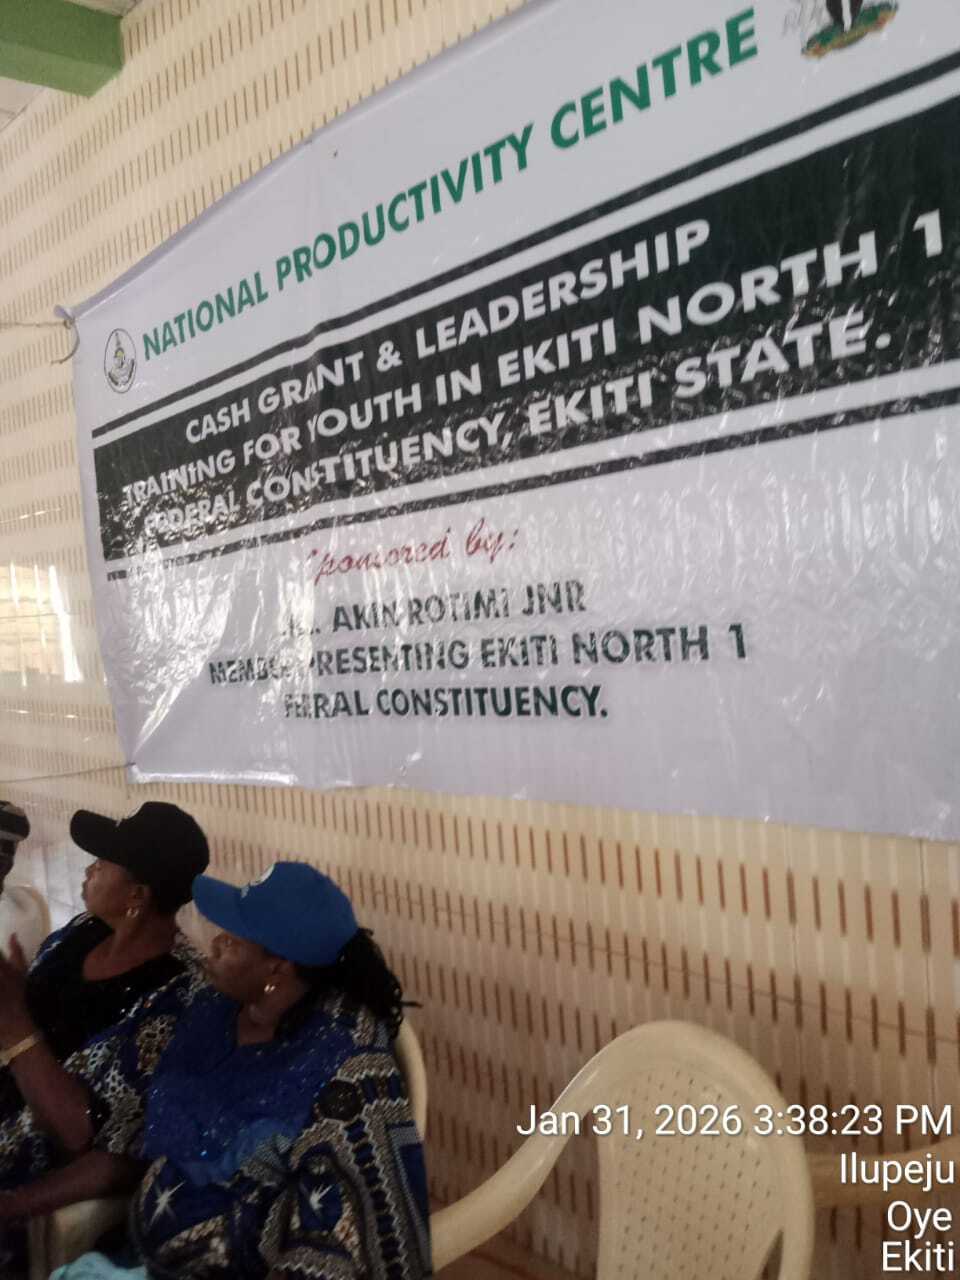 NATIONAL PRODUCTIVITY CENTRE
CASH GRANT & LEADERSHIP
TRAINING FOR YOUTH IN EKITI NORTH 1
FEDERAL CONSTITUENCY, EKITI STATE.
Sponsored by:
AKIN ROTIMI JNR
PRESENTING EKITI NORTH 1
CONSTITUENCY.
Jan 31, 2026 3:38:23 PM
Ilupeju
Oye
Ekiti